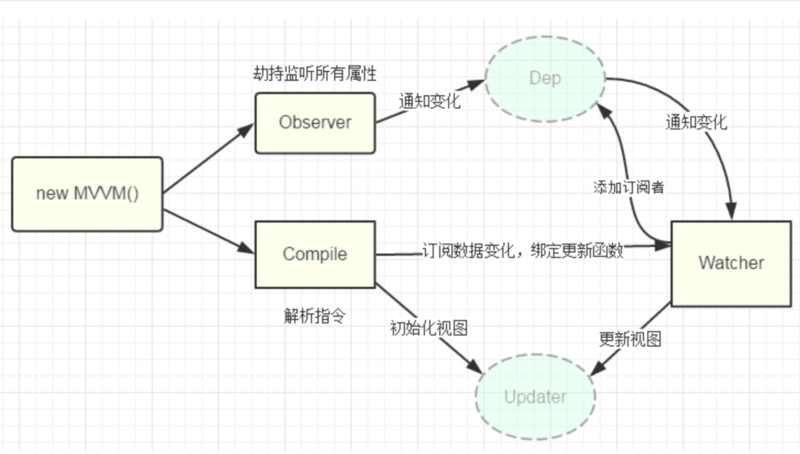 劫持监听所有属性
Dep
Observer
通知变化
通知变化
new MVVM()
添加订阅者
Compile
订阅数据变化，绑定更新函数
Watcher
解析指令
初始化视图
更新视图
Updater